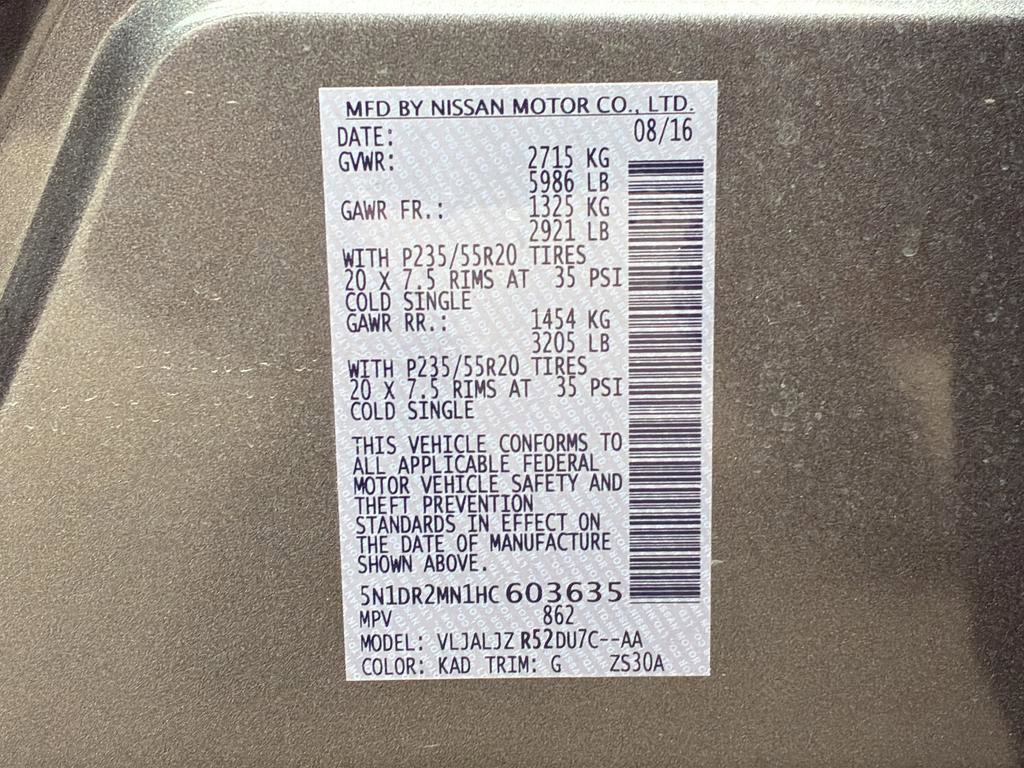 MFD BY NISSAN MOTOR CO., LTD.
DATE: 08/16
GVWR: 2715 KG
5986 LB
GAWR FR.: 1325 KG
2921 LB
WITH P235/55R20 TIRES
20 X 7.5 RIMS AT 35 PSI
COLD SINGLE
GAWR RR.: 1454 KG
3205 LB
WITH P235/55R20 TIRES
20 X 7.5 RIMS AT 35 PSI
COLD SINGLE
THIS VEHICLE CONFORMS TO
ALL APPLICABLE FEDERAL
MOTOR VEHICLE SAFETY AND
THEFT PREVENTION
STANDARDS IN EFFECT ON
THE DATE OF MANUFACTURE
SHOWN ABOVE.
5N1DR2MN1HC603635
MPV 862
MODEL: VLJALJZ R52DU7C--AA
COLOR: KAD TRIM: G ZS30A